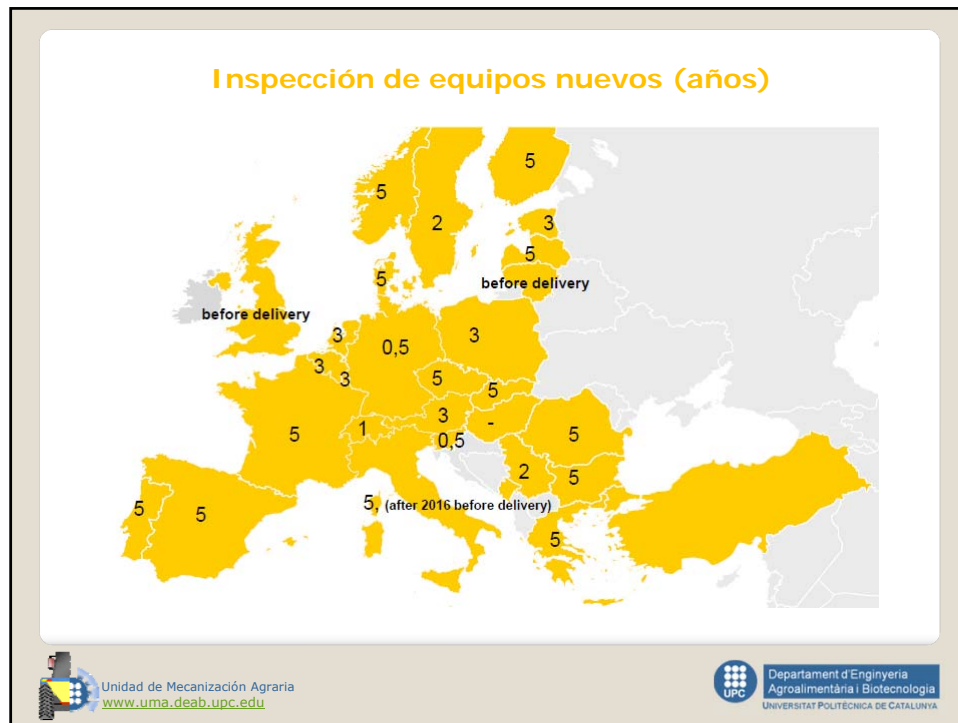 Inspección de equipos nuevos (años)
5
5
2
3
5
5
before delivery
before delivery
3
0,5
3
3
3
5
5
3
-
1
0,5
5
5
2
5
5
5
5, (after 2016 before delivery)
5
Unidad de Mecanización Agraria
www.uma.deab.upc.edu
UPC
Departament d'Enginyeria
Agroalimentària i Biotecnologia
UNIVERSITAT POLITÈCNICA DE CATALUNYA